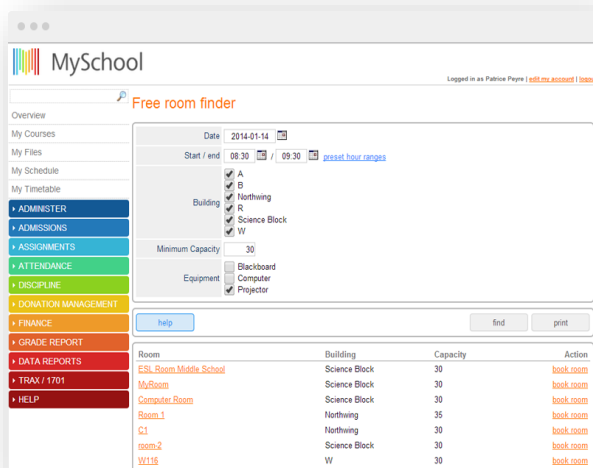 MySchool
Logged in as Patrice Peyre | edit my account | logou
Free room finder
Overview
My Courses
My Files
My Schedule
My Timetable
ADMINISTER
ADMISSIONS
ASSIGNMENTS
ATTENDANCE
DISCIPLINE
DONATION MANAGEMENT
FINANCE
GRADE REPORT
DATA REPORTS
TRAX / 1701
HELP
Date 2014-01-14
Start / end 08:30 / 09:30 preset hour ranges
Building
A
B
Northwing
R
Science Block
W
Minimum Capacity 30
Equipment
Blackboard
Computer
Projector
help find print
Room Building Capacity Action
ESL Room Middle School Science Block 30 book room
MyRoom Science Block 30 book room
Computer Room Science Block 30 book room
Room 1 Northwing 35 book room
C1 Northwing 30 book room
room-2 Science Block 30 book room
W116 W 30 book room